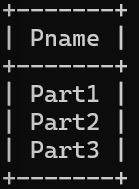 +-------+
| Pname |
+-------+
| Part1 |
| Part2 |
| Part3 |
+-------+